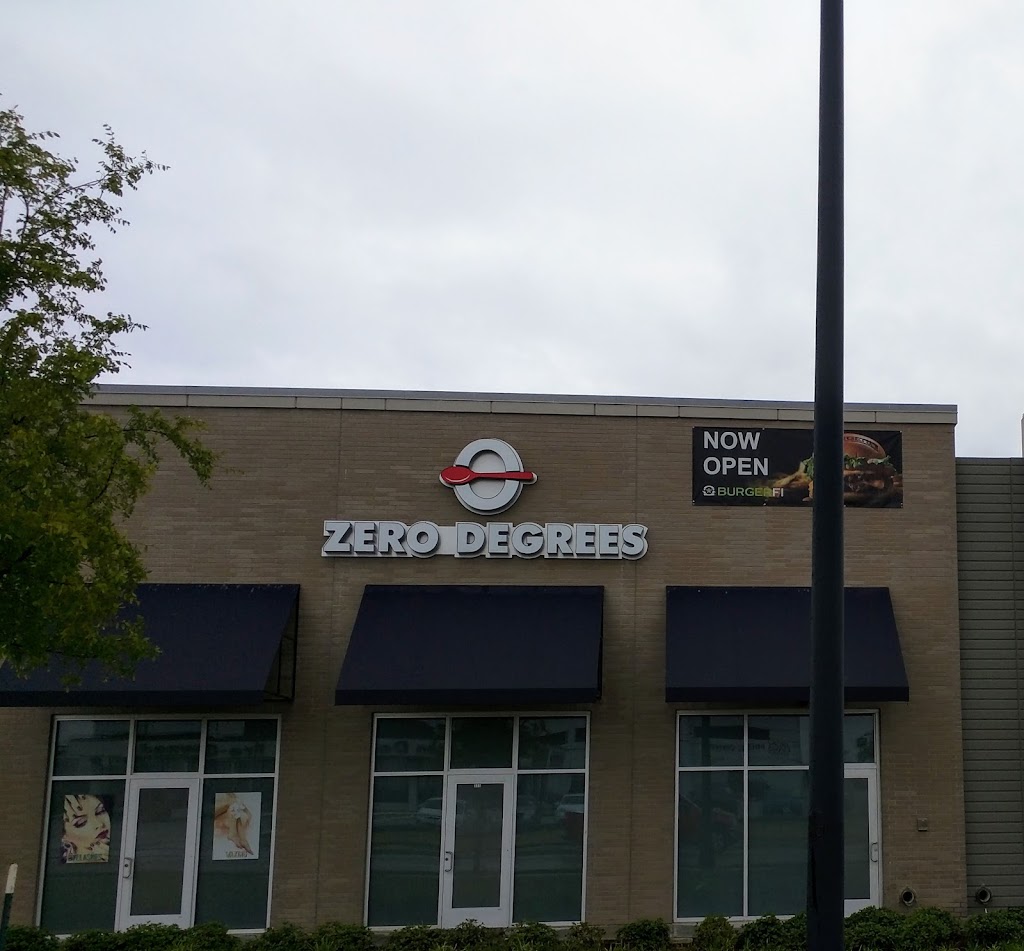 NOW
OPEN
BURGERFI
ZERO DEGREES